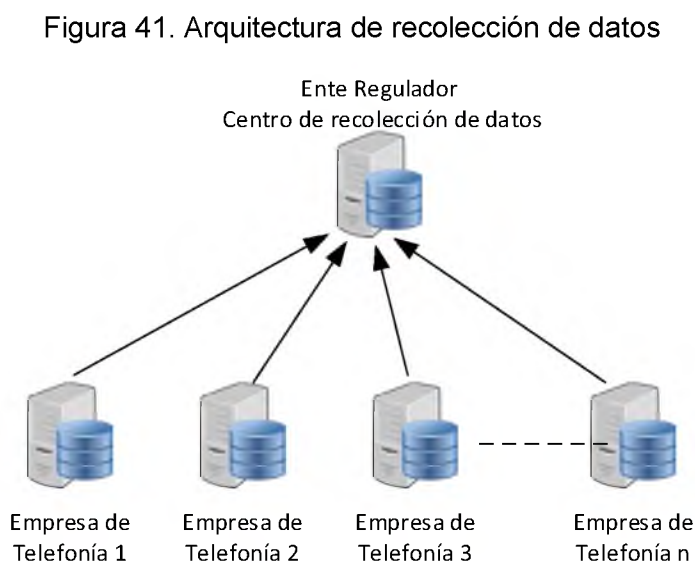 Figura 41. Arquitectura de recolección de datos
Ente Regulador
Centro de recolección de datos
Empresa de
Telefonía 1
Empresa de
Telefonía 2
Empresa de
Telefonía 3
Empresa de
Telefonía n